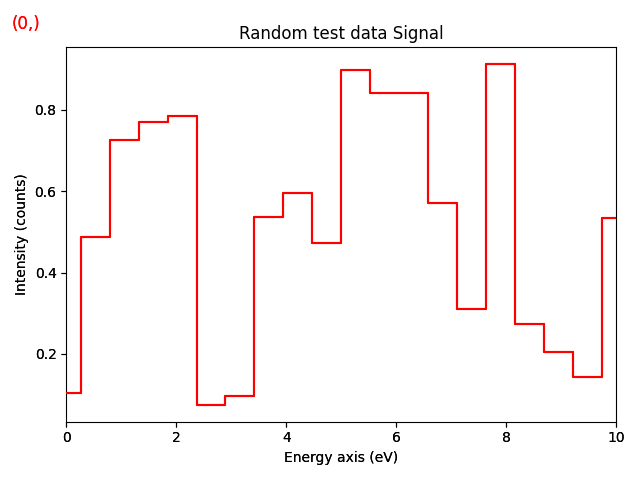 (0,)
Random test data Signal
Intensity (counts)
0.8
0.6
0.4
0.2
0 2 4 6 8 10
Energy axis (eV)